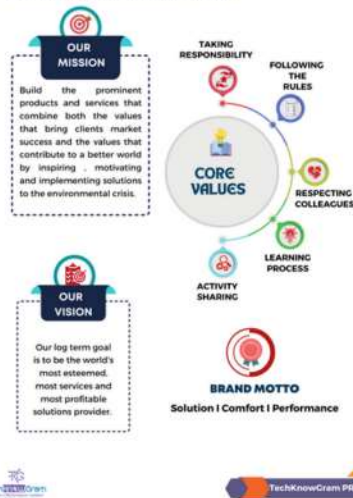 OUR
MISSION
Build the prominent
products and services that
combine both the values
that bring clients market
success and the values that
contribute to a better world
by inspiring , motivating
and implementing solutions
to the environmental crisis.
TAKING
RESPONSIBILITY
FOLLOWING
THE
RULES
CORE
VALUES
RESPECTING
COLLEAGUES
LEARNING
PROCESS
ACTIVITY
SHARING
OUR
VISION
Our log term goal
is to be the world's
most esteemed,
most services and
most profitable
solutions provider.
BRAND MOTTO
Solution I Comfort I Performance
TechKnowGram